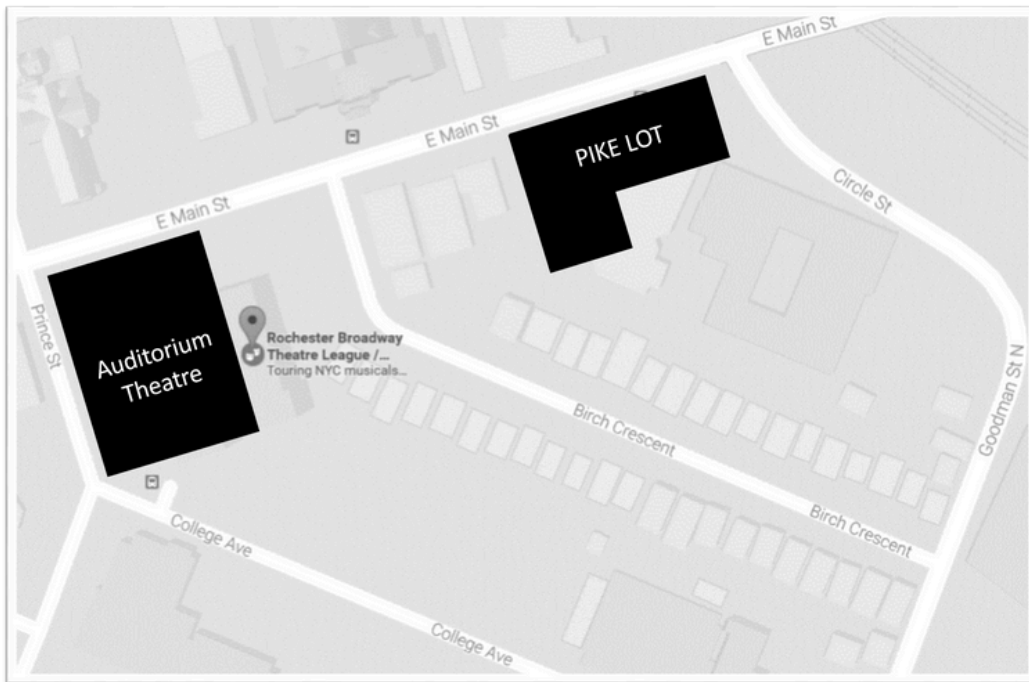 E Main St
E Main St
PIKE LOT
E Main St
Circle St
Prince St
Auditorium
Theatre
Rochester Broadway
Theatre League /...
Touring NYC musicals...
Goodman St N
Birch Crescent
Birch Crescent
College Ave
College Ave